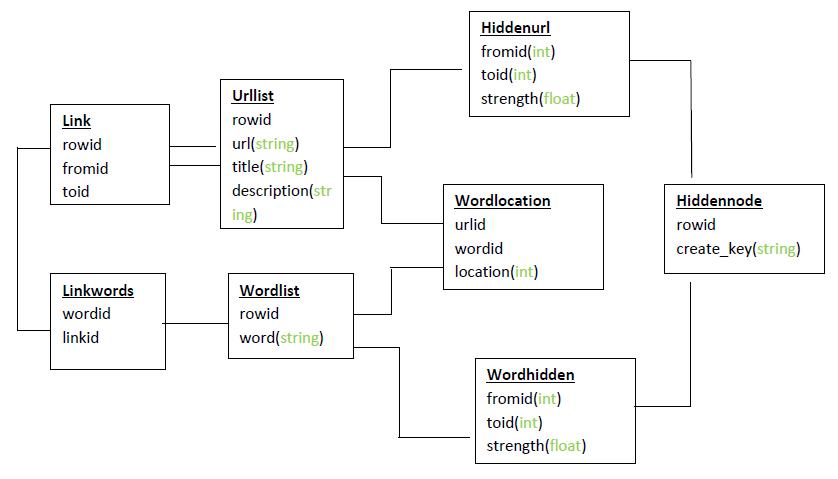 Hiddenurl
fromid(int)
toid(int)
strength(float)
Urllist
rowid
url(string)
title(string)
description(str
ing)
Link
rowid
fromid
toid
Wordlocation
urlid
wordid
location(int)
Hiddennode
rowid
create_key(string)
Linkwords
wordid
linkid
Wordlist
rowid
word(string)
Wordhidden
fromid(int)
toid(int)
strength(float)